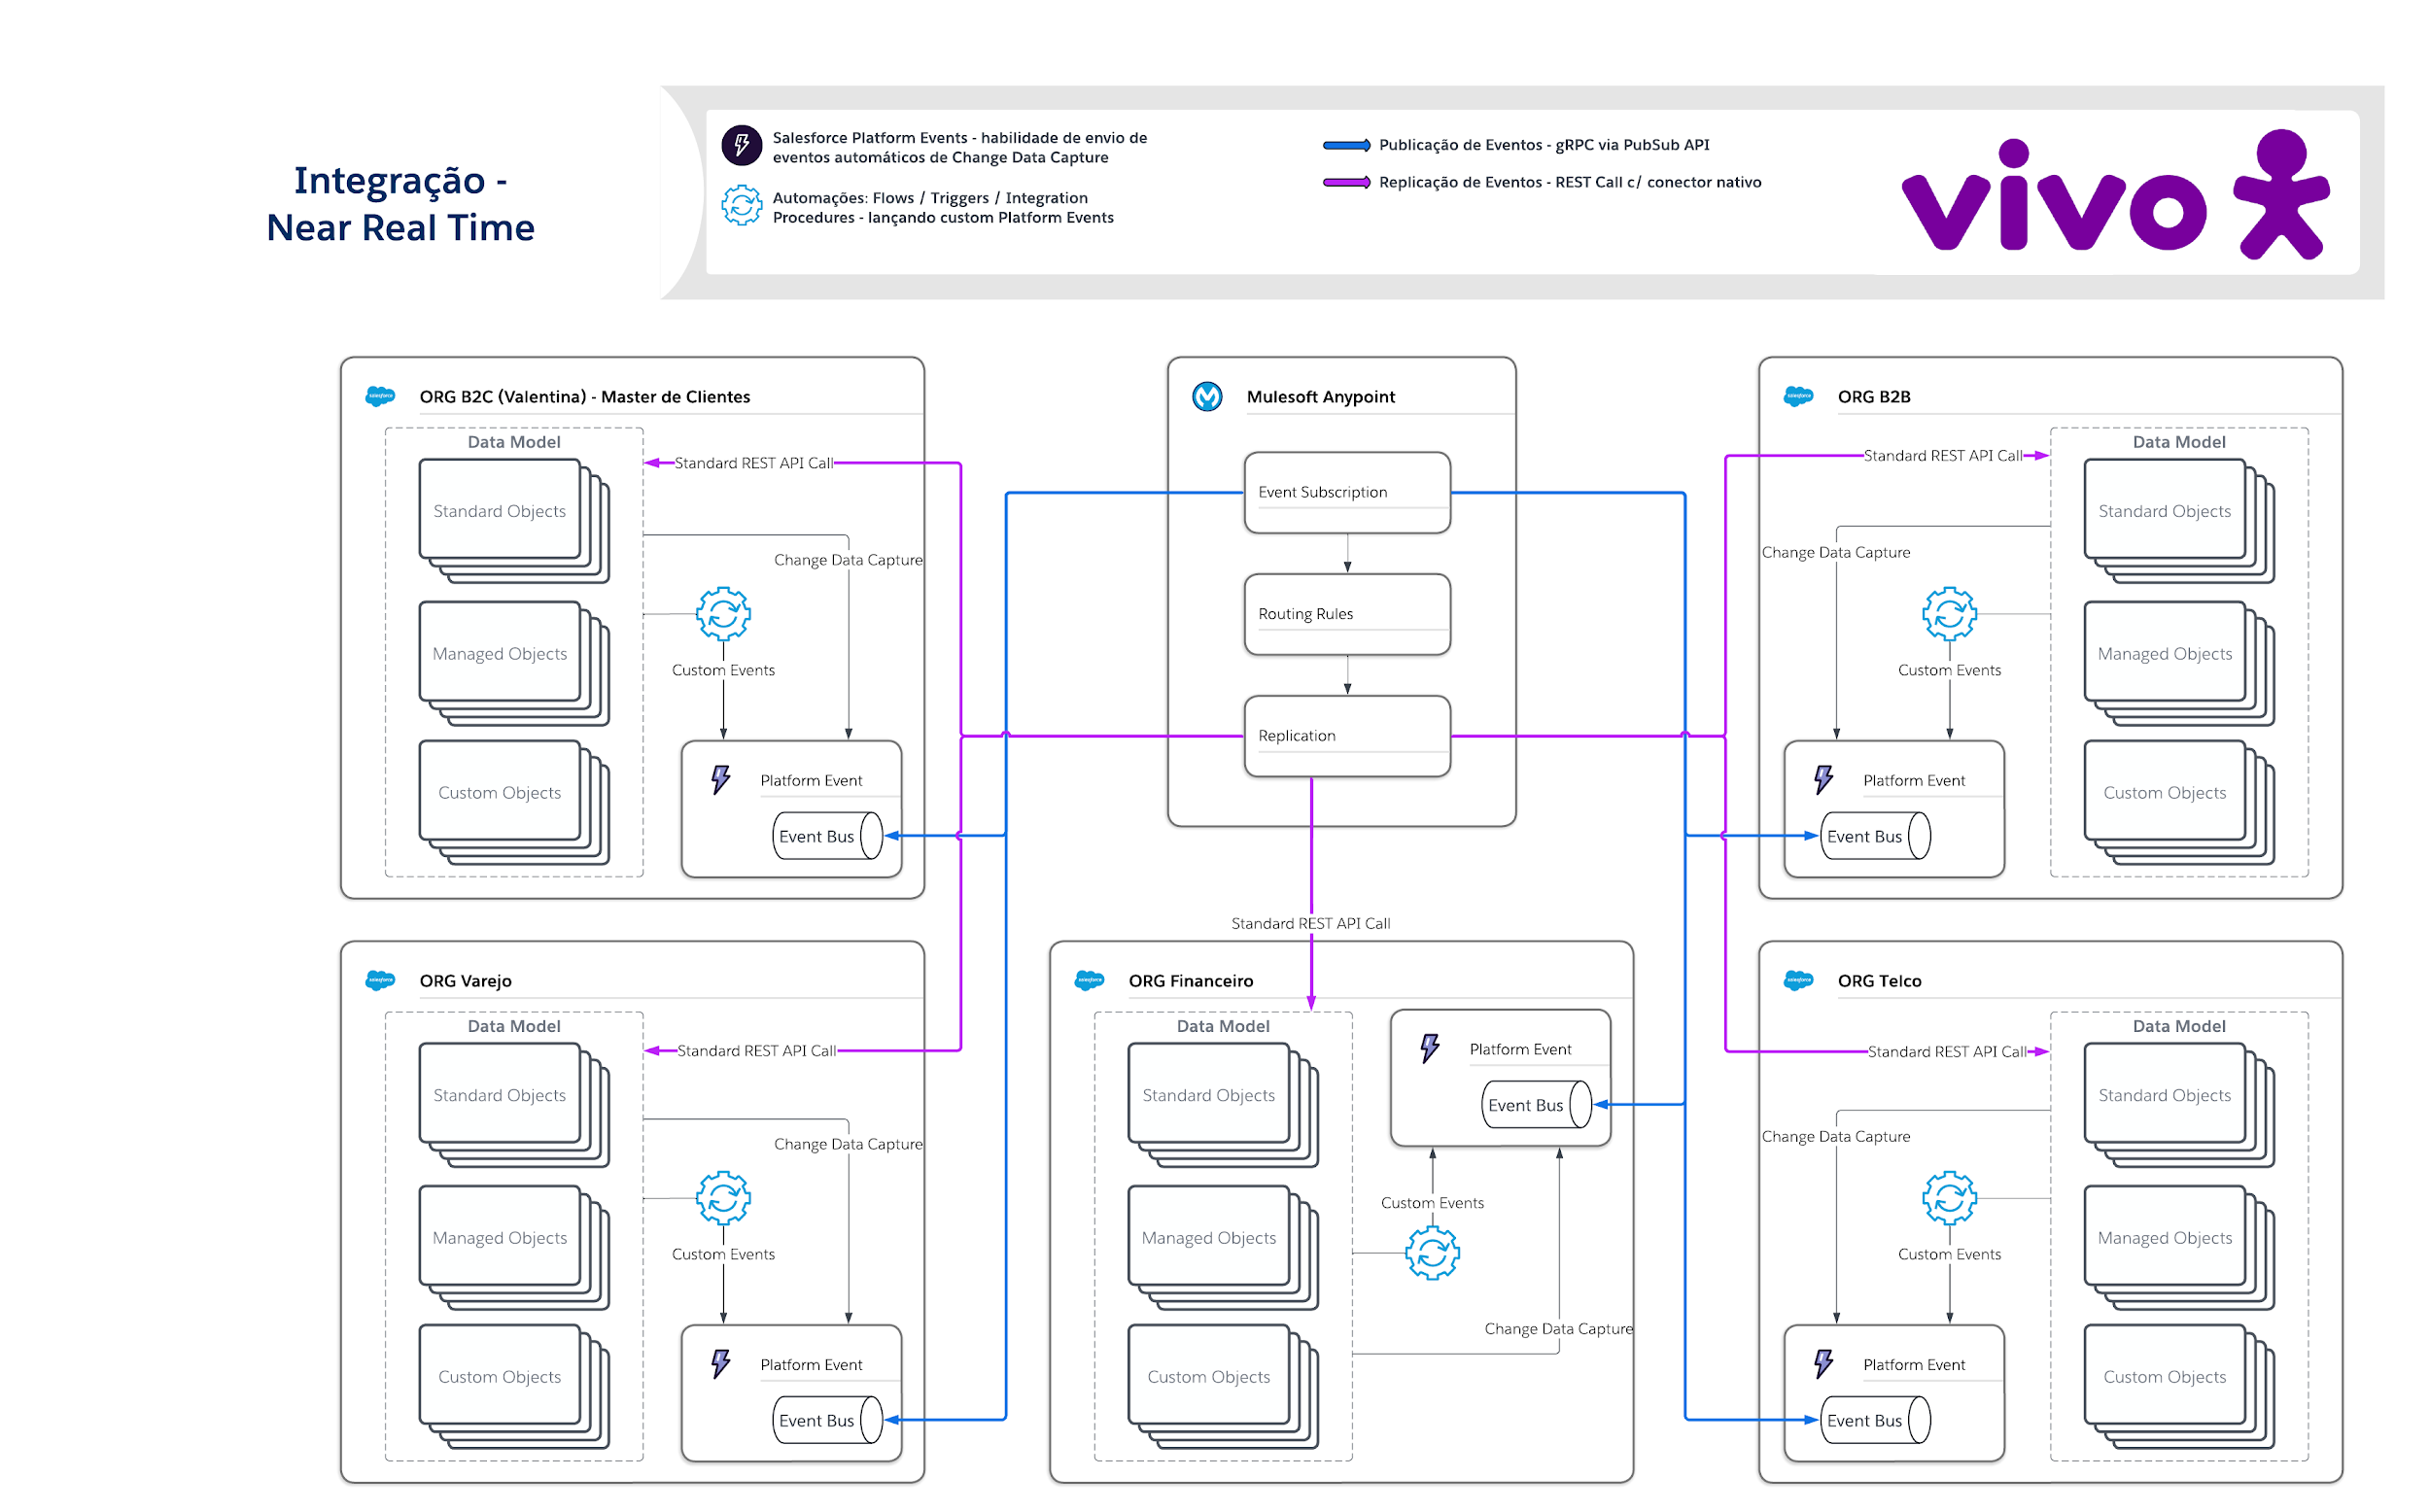 Integração -
Near Real Time
Salesforce Platform Events - habilidade de envio de
eventos automáticos de Change Data Capture
Automações: Flows / Triggers / Integration
Procedures - lançando custom Platform Events
Publicação de Eventos - gRPC via PubSub API
Replicação de Eventos - REST Call c/ conector nativo
vivo
salesforce
ORG B2C (Valentina) - Master de Clientes
Data Model
Standard REST API Call
Standard Objects
Change Data Capture
Managed Objects
Custom Events
Custom Objects
Platform Event
Event Bus
Mulesoft Anypoint
Event Subscription
Routing Rules
Replication
Standard REST API Call
salesforce
ORG B2B
Data Model
Standard REST API Call
Standard Objects
Change Data Capture
Managed Objects
Custom Events
Custom Objects
Platform Event
Event Bus
salesforce
ORG Varejo
Data Model
Standard REST API Call
Standard Objects
Change Data Capture
Managed Objects
Custom Events
Custom Objects
Platform Event
Event Bus
salesforce
ORG Financeiro
Data Model
Platform Event
Event Bus
Standard Objects
Custom Events
Managed Objects
Change Data Capture
Custom Objects
salesforce
ORG Telco
Data Model
Standard REST API Call
Standard Objects
Change Data Capture
Managed Objects
Custom Events
Custom Objects
Platform Event
Event Bus